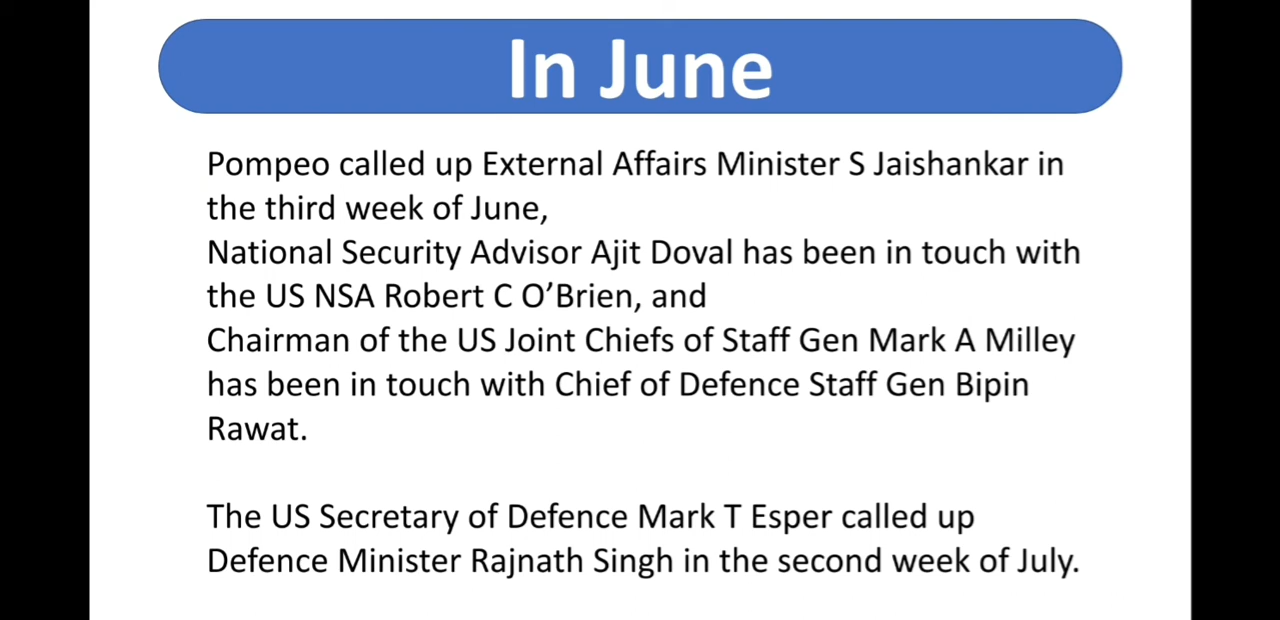 In June
Pompeo called up External Affairs Minister S Jaishankar in
the third week of June,
National Security Advisor Ajit Doval has been in touch with
the US NSA Robert C O’Brien, and
Chairman of the US Joint Chiefs of Staff Gen Mark A Milley
has been in touch with Chief of Defence Staff Gen Bipin
Rawat.
The US Secretary of Defence Mark T Esper called up
Defence Minister Rajnath Singh in the second week of July.